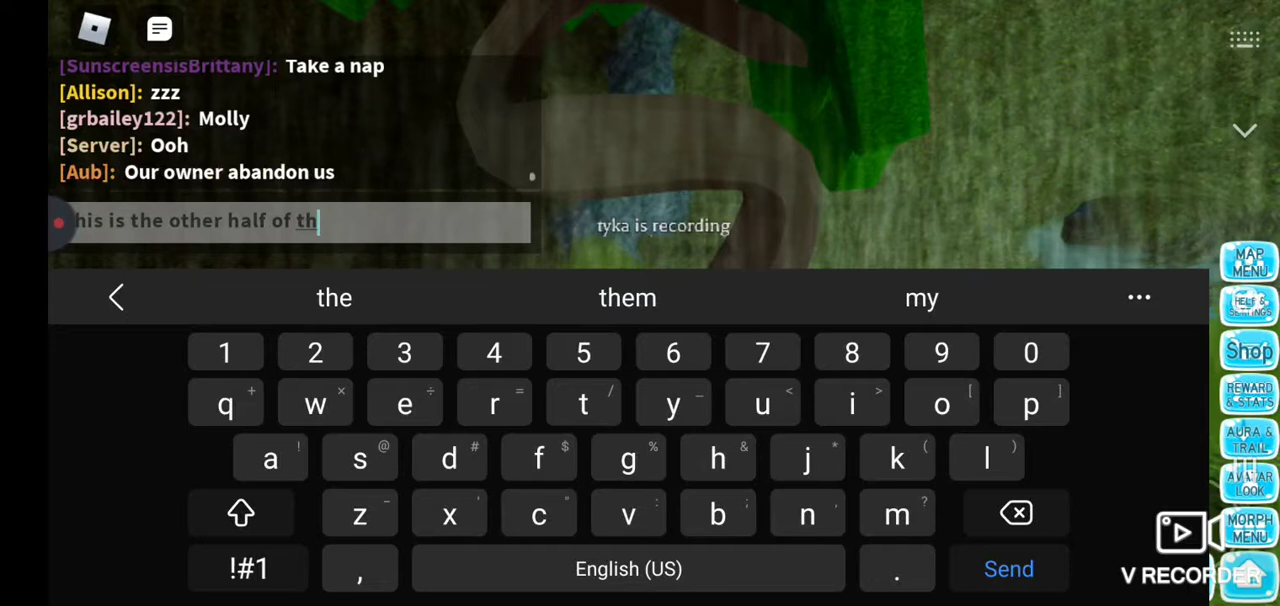 [SunscreensisBrittany]: Take a nap
[Allison]: zzz
[grbailey122]: Molly
[Server]: Ooh
[Aub]: Our owner abandon us
his is the other half of th
tyka is recording
MAP
MENU
HELP &
SETTINGS
Shop
REWARD
& STATS
AURA &
TRAIL
AVATAR
LOOK
MORPH
MENU
the them my
1 2 3 4 5 6 7 8 9 0
q + w × e ÷ r = t / y _ u < i > o [ p ]
a ! s @ d # f $ g % h & j * k ( l )
z - x ' c " v : b ; n , m ?
!#1 , English (US) . Send
V RECORDER